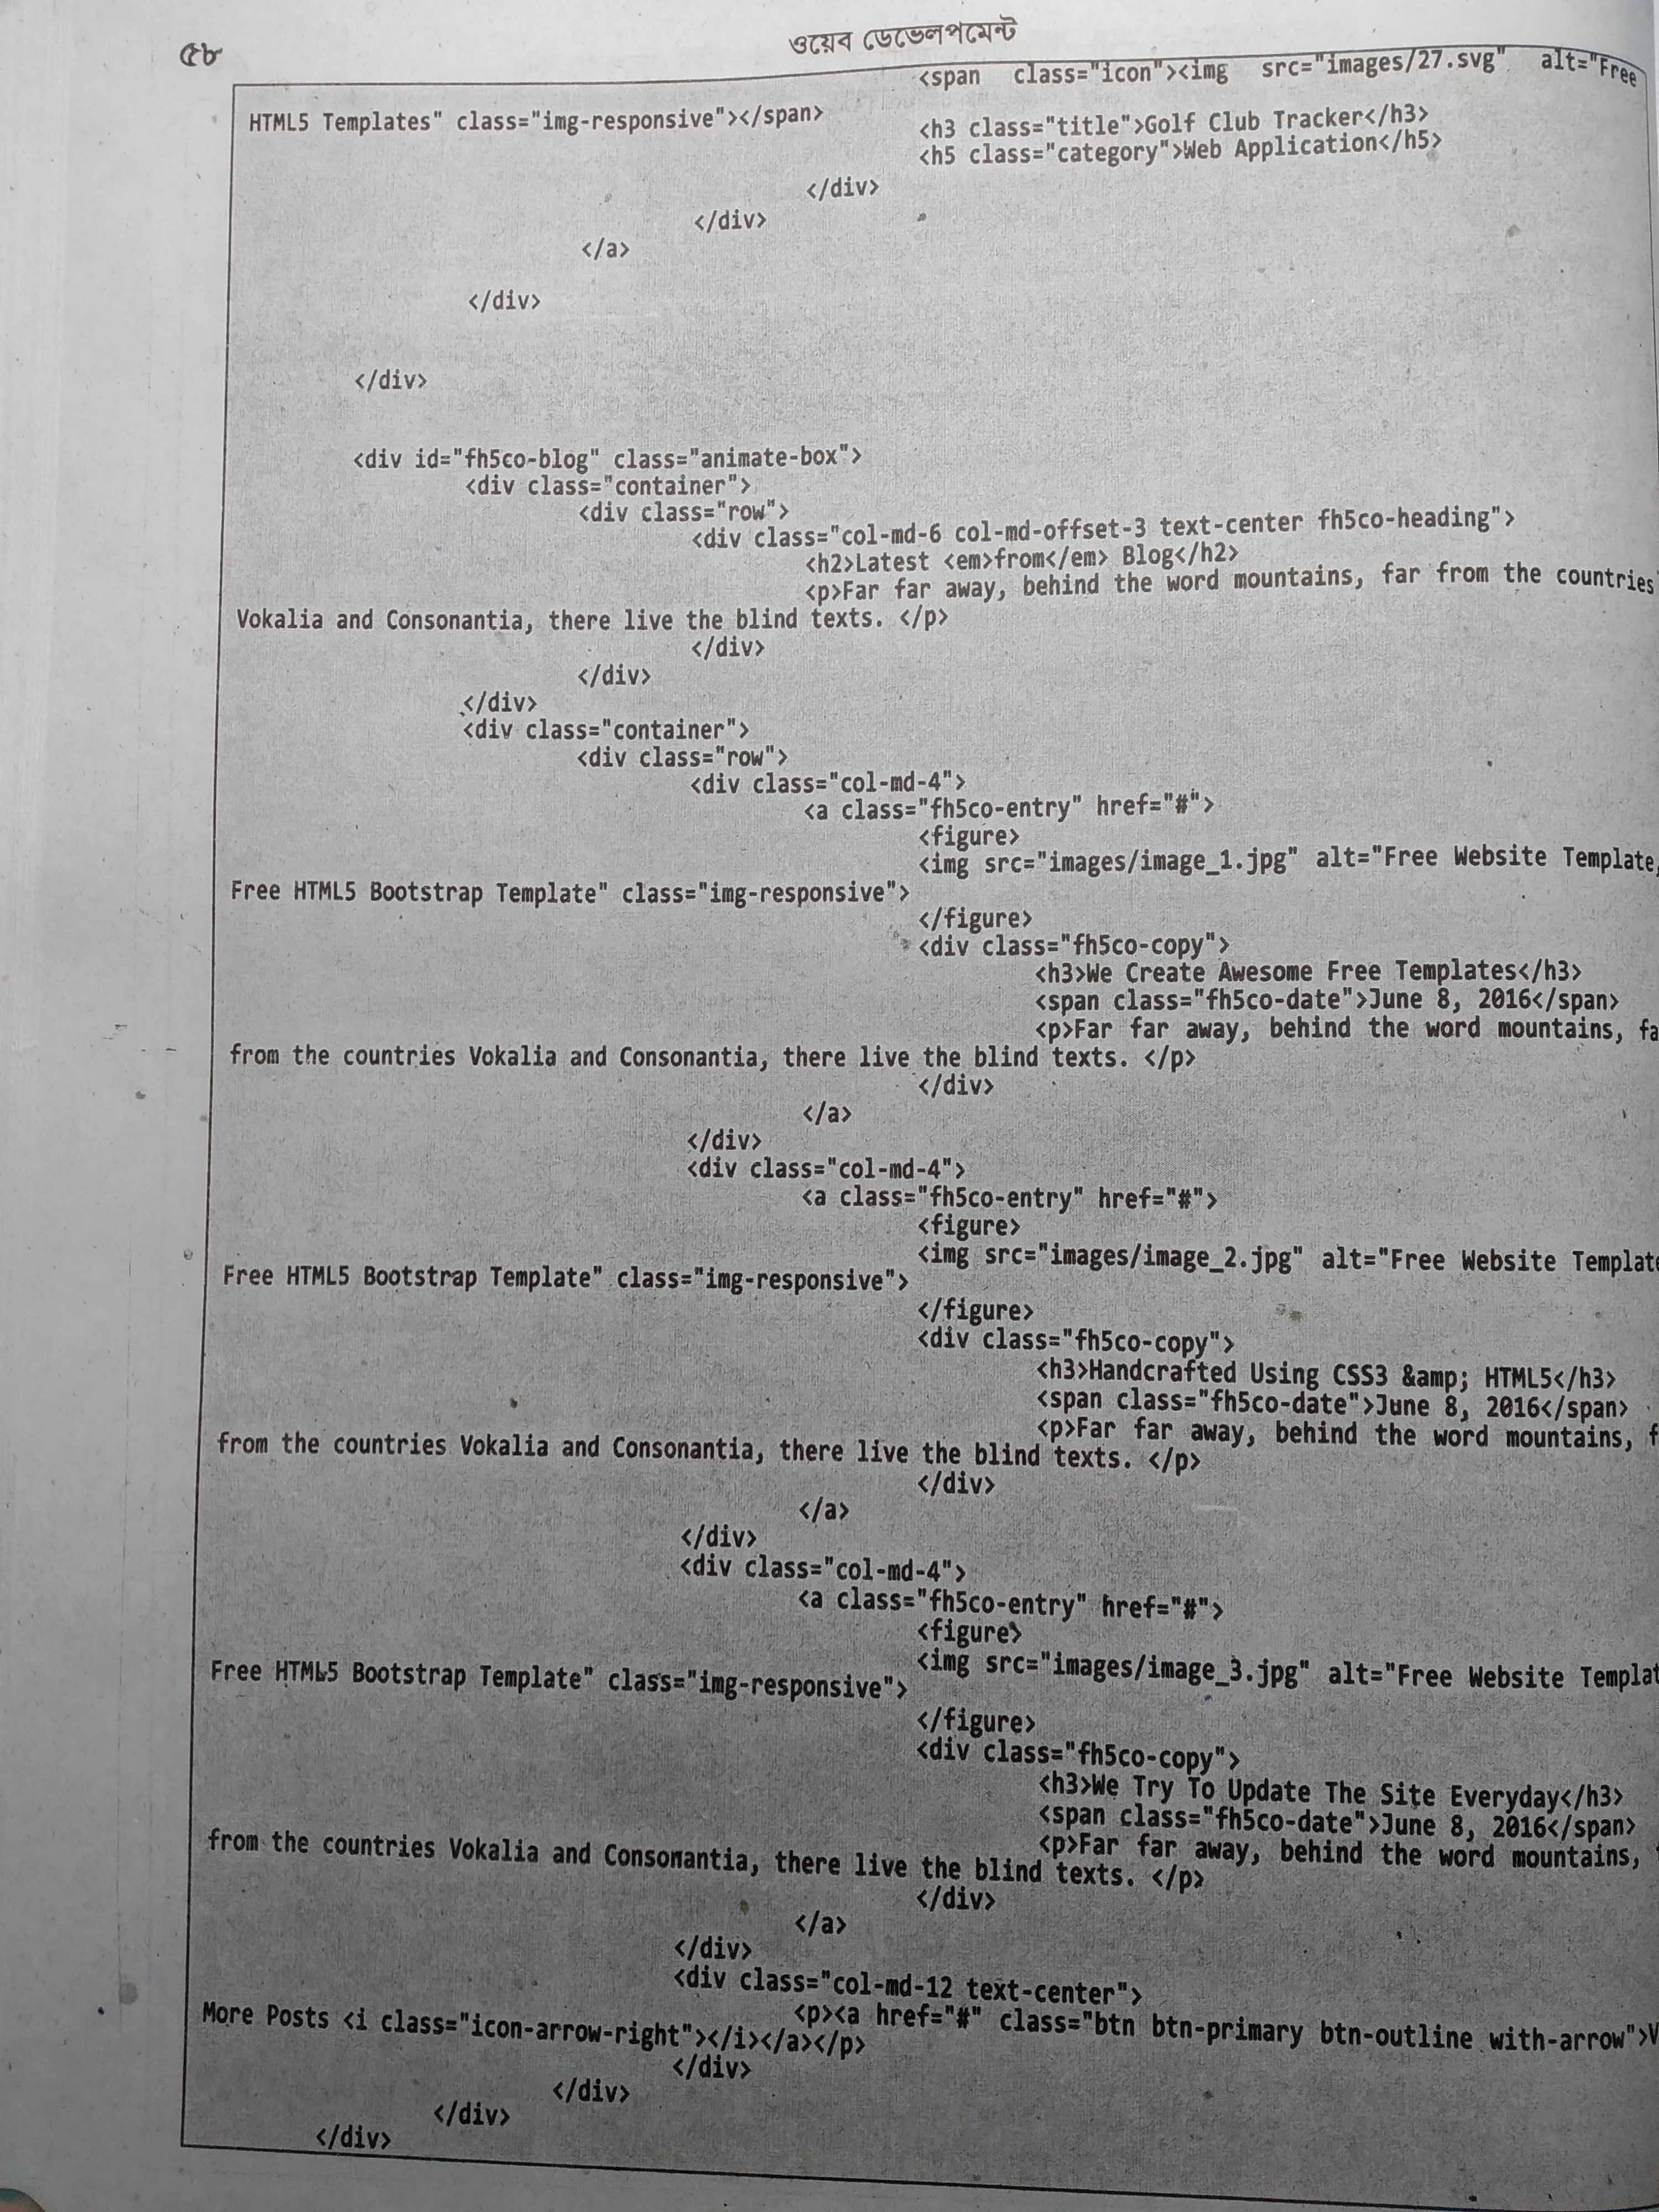 ৫৮
ওয়েব ডেভেলপমেন্ট
<span class="icon"><img src="images/27.svg" alt="Free
HTML5 Templates" class="img-responsive"></span>
<h3 class="title">Golf Club Tracker</h3>
<h5 class="category">Web Application</h5>
</div>
</div>
</a>
</div>
</div>
<div id="fh5co-blog" class="animate-box">
<div class="container">
<div class="row">
<div class="col-md-6 col-md-offset-3 text-center fh5co-heading">
<h2>Latest <em>from</em> Blog</h2>
<p>Far far away, behind the word mountains, far from the countries
Vokalia and Consonantia, there live the blind texts. </p>
</div>
</div>
</div>
<div class="container">
<div class="row">
<div class="col-md-4">
<a class="fh5co-entry" href="#">
<figure>
<img src="images/image_1.jpg" alt="Free Website Template,
Free HTML5 Bootstrap Template" class="img-responsive">
</figure>
<div class="fh5co-copy">
<h3>We Create Awesome Free Templates</h3>
<span class="fh5co-date">June 8, 2016</span>
<p>Far far away, behind the word mountains, fa
from the countries Vokalia and Consonantia, there live the blind texts. </p>
</div>
</a>
</div>
<div class="col-md-4">
<a class="fh5co-entry" href="#">
<figure>
<img src="images/image_2.jpg" alt="Free Website Template
Free HTML5 Bootstrap Template" class="img-responsive">
</figure>
<div class="fh5co-copy">
<h3>Handcrafted Using CSS3 &amp; HTML5</h3>
<span class="fh5co-date">June 8, 2016</span>
<p>Far far away, behind the word mountains, f
from the countries Vokalia and Consonantia, there live the blind texts. </p>
</div>
</a>
</div>
<div class="col-md-4">
<a class="fh5co-entry" href="#">
<figure>
<img src="images/image_3.jpg" alt="Free Website Templat
Free HTML5 Bootstrap Template" class="img-responsive">
</figure>
<div class="fh5co-copy">
<h3>We Try To Update The Site Everyday</h3>
<span class="fh5co-date">June 8, 2016</span>
<p>Far far away, behind the word mountains,
from the countries Vokalia and Consonantia, there live the blind texts. </p>
</div>
</a>
</div>
<div class="col-md-12 text-center">
<p><a href="#" class="btn btn-primary btn-outline with-arrow">V
More Posts <i class="icon-arrow-right"></i></a></p>
</div>
</div>
</div>
</div>